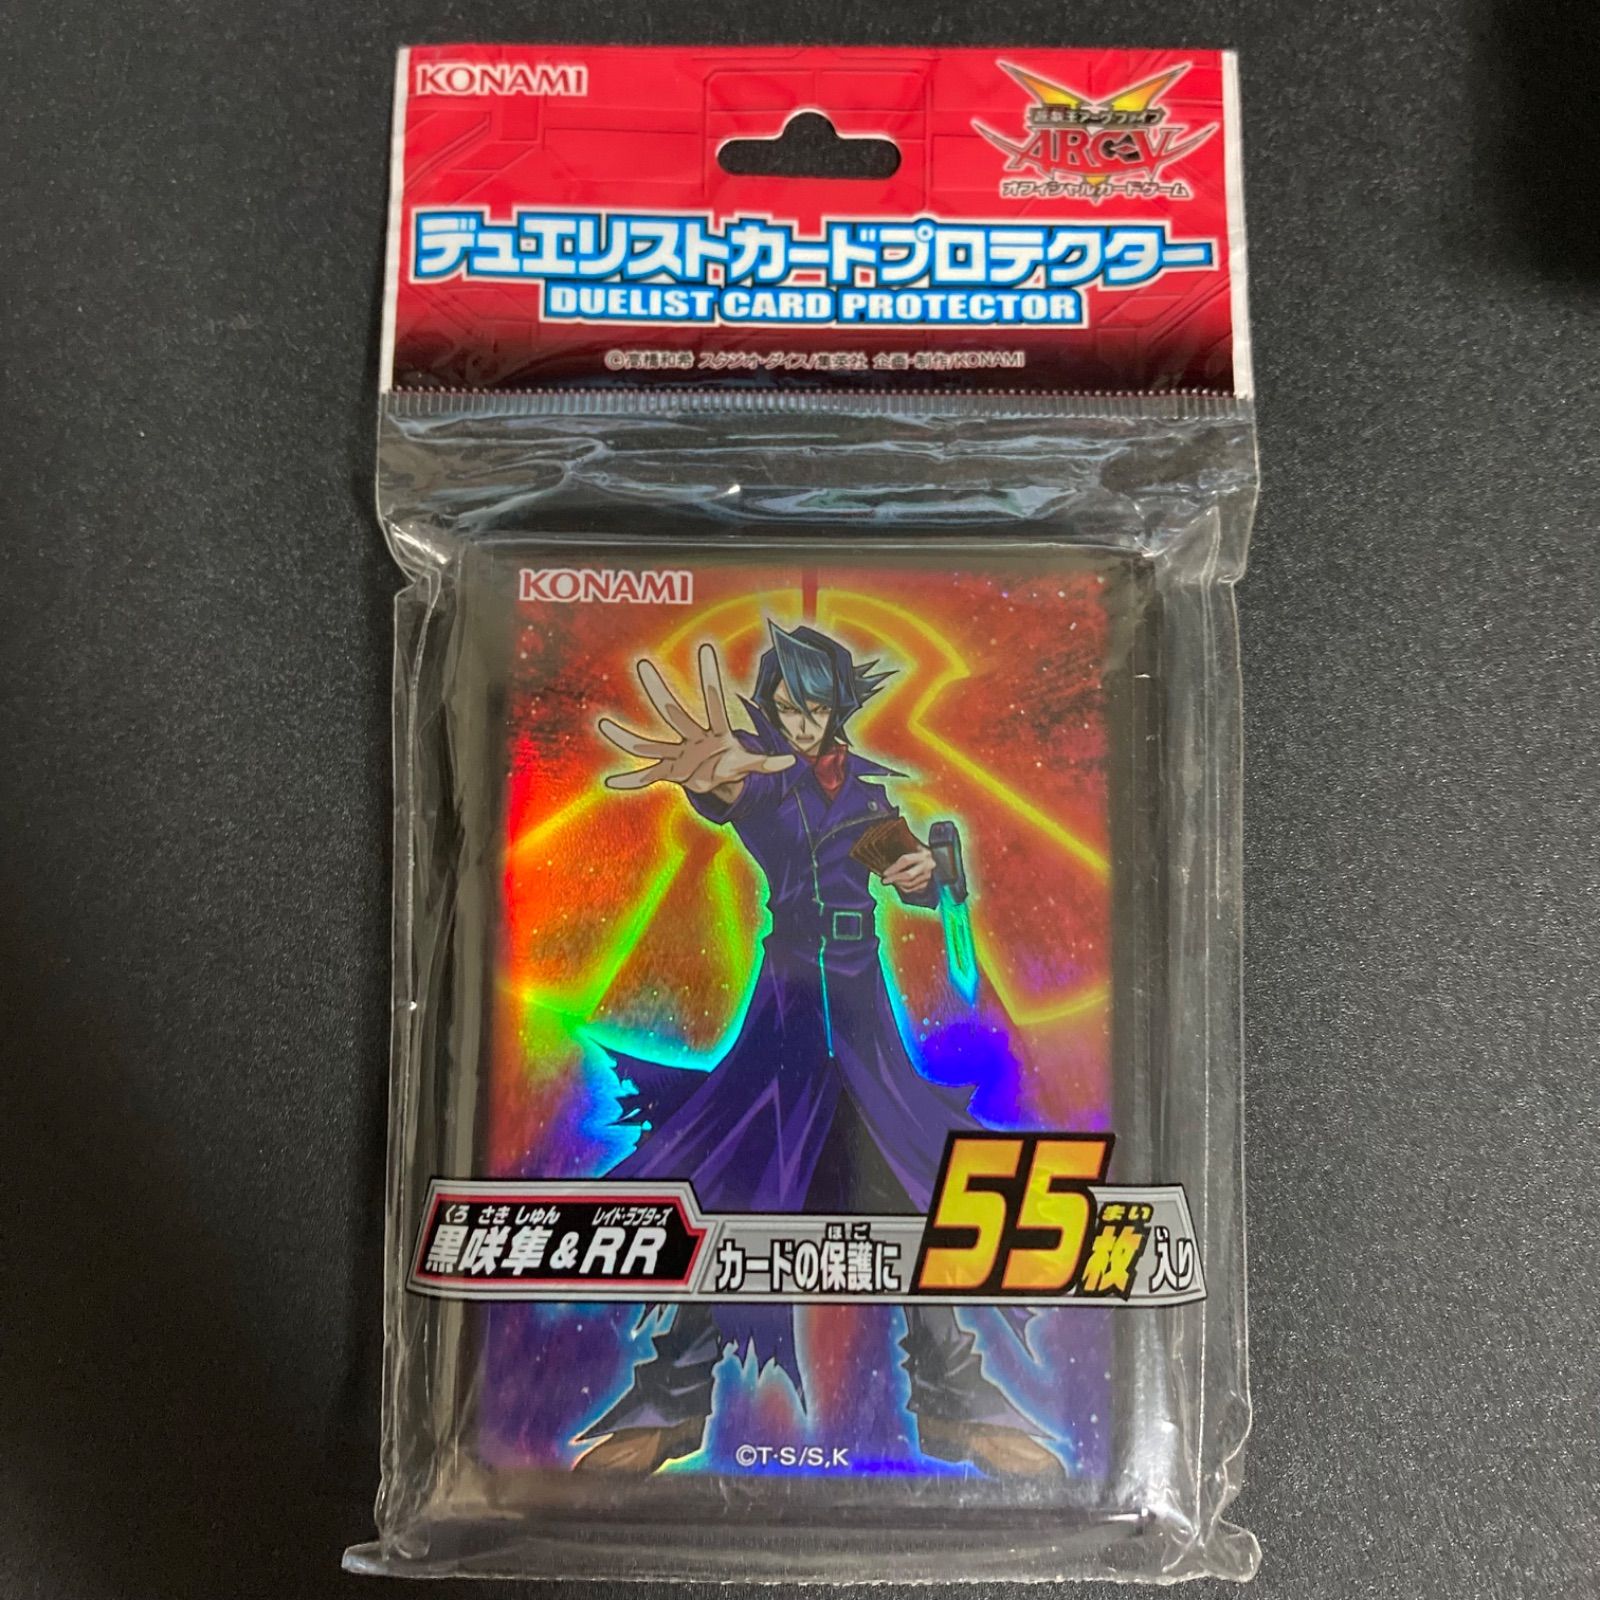 KONAMI
遊戯王アーク・ファイブ
ARC-V
オフィシャルカードゲーム
デュエリストカードプロテクター
DUELIST CARD PROTECTOR
©高橋和希 スタジオ・ダイス/集英社 企画・制作/KONAMI
KONAMI
くろ さき しゅん レイド・ラプターズ
黒咲隼&RR
ほ ご
カードの保護に
まい い
55枚入り
©T・S/S,K